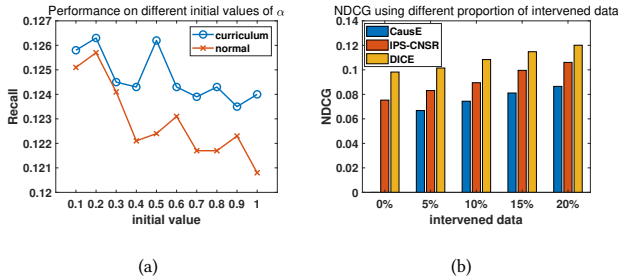 Performance on different initial values of α
0.127
0.126
0.125
0.124
0.123
0.122
0.121
0.12
Recall
curriculum
normal
0.1 0.2 0.3 0.4 0.5 0.6 0.7 0.8 0.9 1
initial value
(a)
NDCG using different proportion of intervened data
0.14
0.12
0.1
0.08
0.06
0.04
0.02
0
NDCG
CausE
IPS-CNSR
DICE
0% 5% 10% 15% 20%
intervened data
(b)